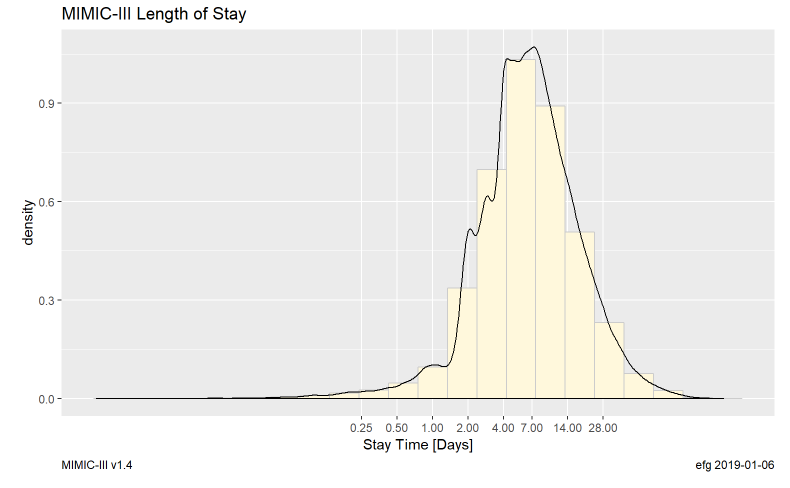 MIMIC-III Length of Stay
density
0.9
0.6
0.3
0.0
0.25 0.50 1.00 2.00 4.00 7.00 14.00 28.00
Stay Time [Days]
MIMIC-III v1.4
efg 2019-01-06